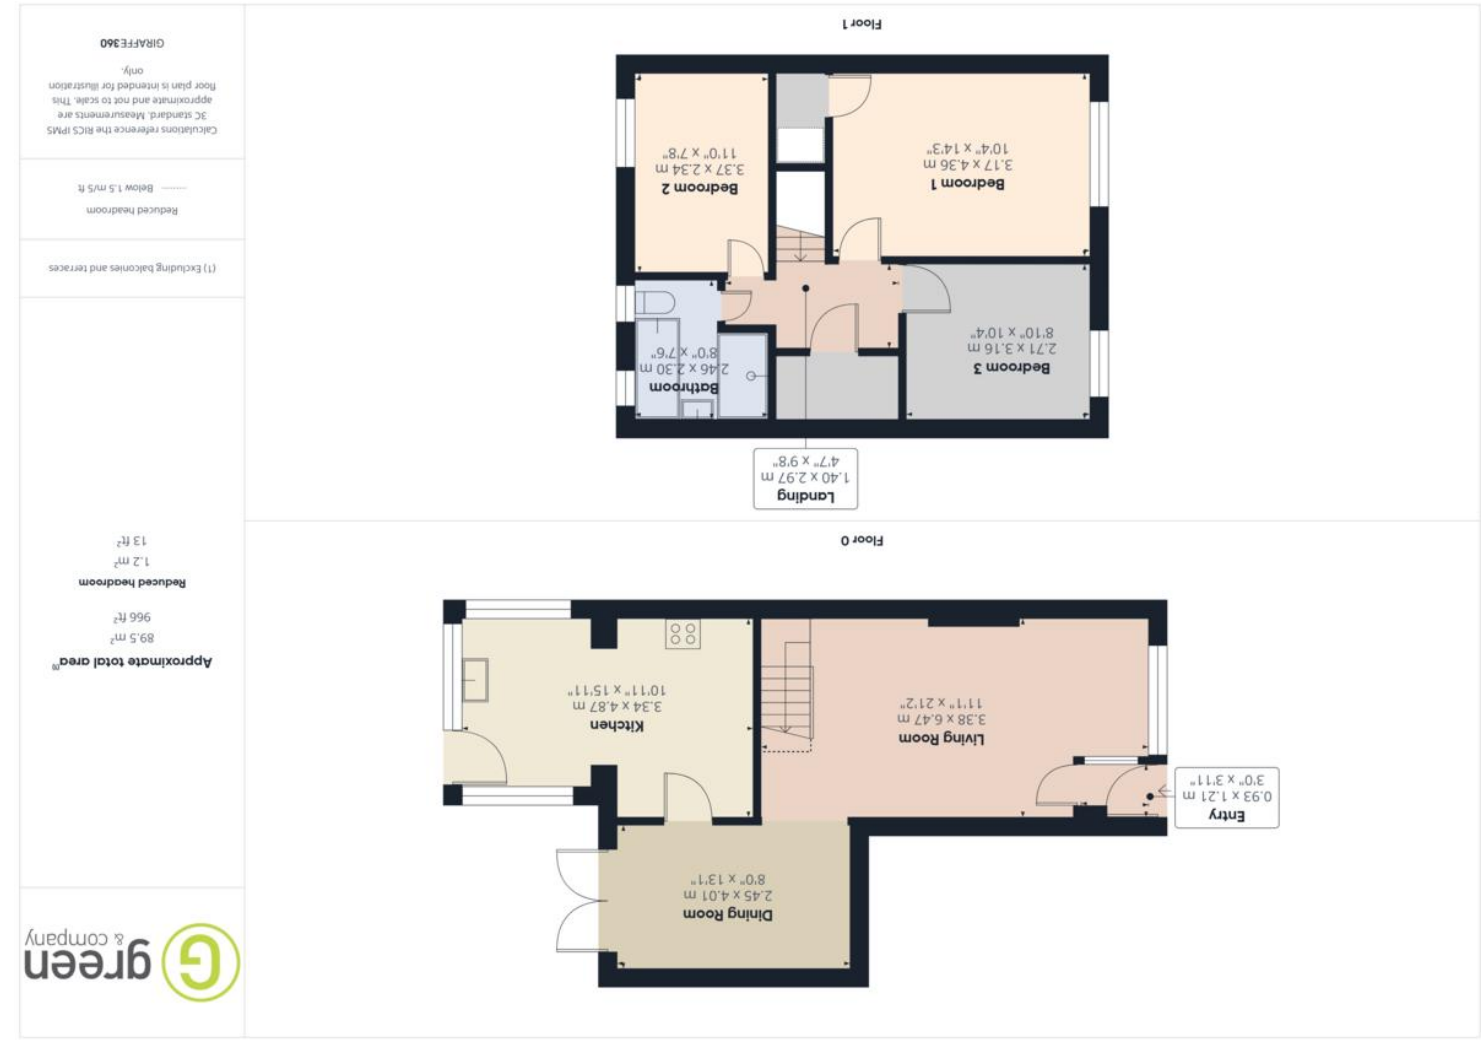 Dining Room
2.45 x 4.01 m
8'0" x 13'1"
Entry
0.93 x 1.21 m
3'0" x 3'11"
Living Room
3.38 x 6.47 m
11'1" x 21'2"
Kitchen
3.34 x 4.87 m
10'11" x 15'11"
Floor 0
Landing
1.40 x 2.97 m
4'7" x 9'8"
Bedroom 3
2.71 x 3.16 m
8'10" x 10'4"
Bathroom
2.46 x 2.30 m
8'0" x 7'6"
Bedroom 1
3.17 x 4.36 m
10'4" x 14'3"
Bedroom 2
3.37 x 2.34 m
11'0" x 7'8"
Floor 1
G green
& company
Approximate total area(1)
89.5 m²
966 ft²
Reduced headroom
1.2 m²
13 ft²
(1) Excluding balconies and terraces
Reduced headroom
Below 1.5 m/5 ft
Calculations reference the RICS IPMS
3C standard. Measurements are
approximate and not to scale. This
floor plan is intended for illustration
only.
GIRAFFE360